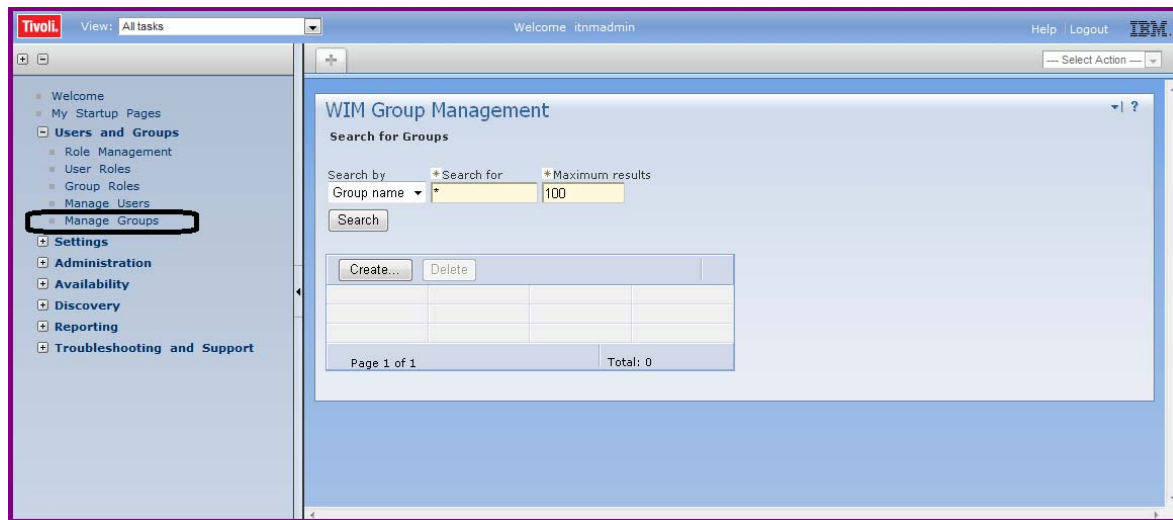 Tivoli. View: All tasks Welcome itnmadmin Help Logout IBM.
--- Select Action ---
Welcome
My Startup Pages
Users and Groups
Role Management
User Roles
Group Roles
Manage Users
Manage Groups
Settings
Administration
Availability
Discovery
Reporting
Troubleshooting and Support
WIM Group Management ?
Search for Groups
Search by *Search for *Maximum results
Group name * 100
Search
Create... Delete
Page 1 of 1 Total: 0